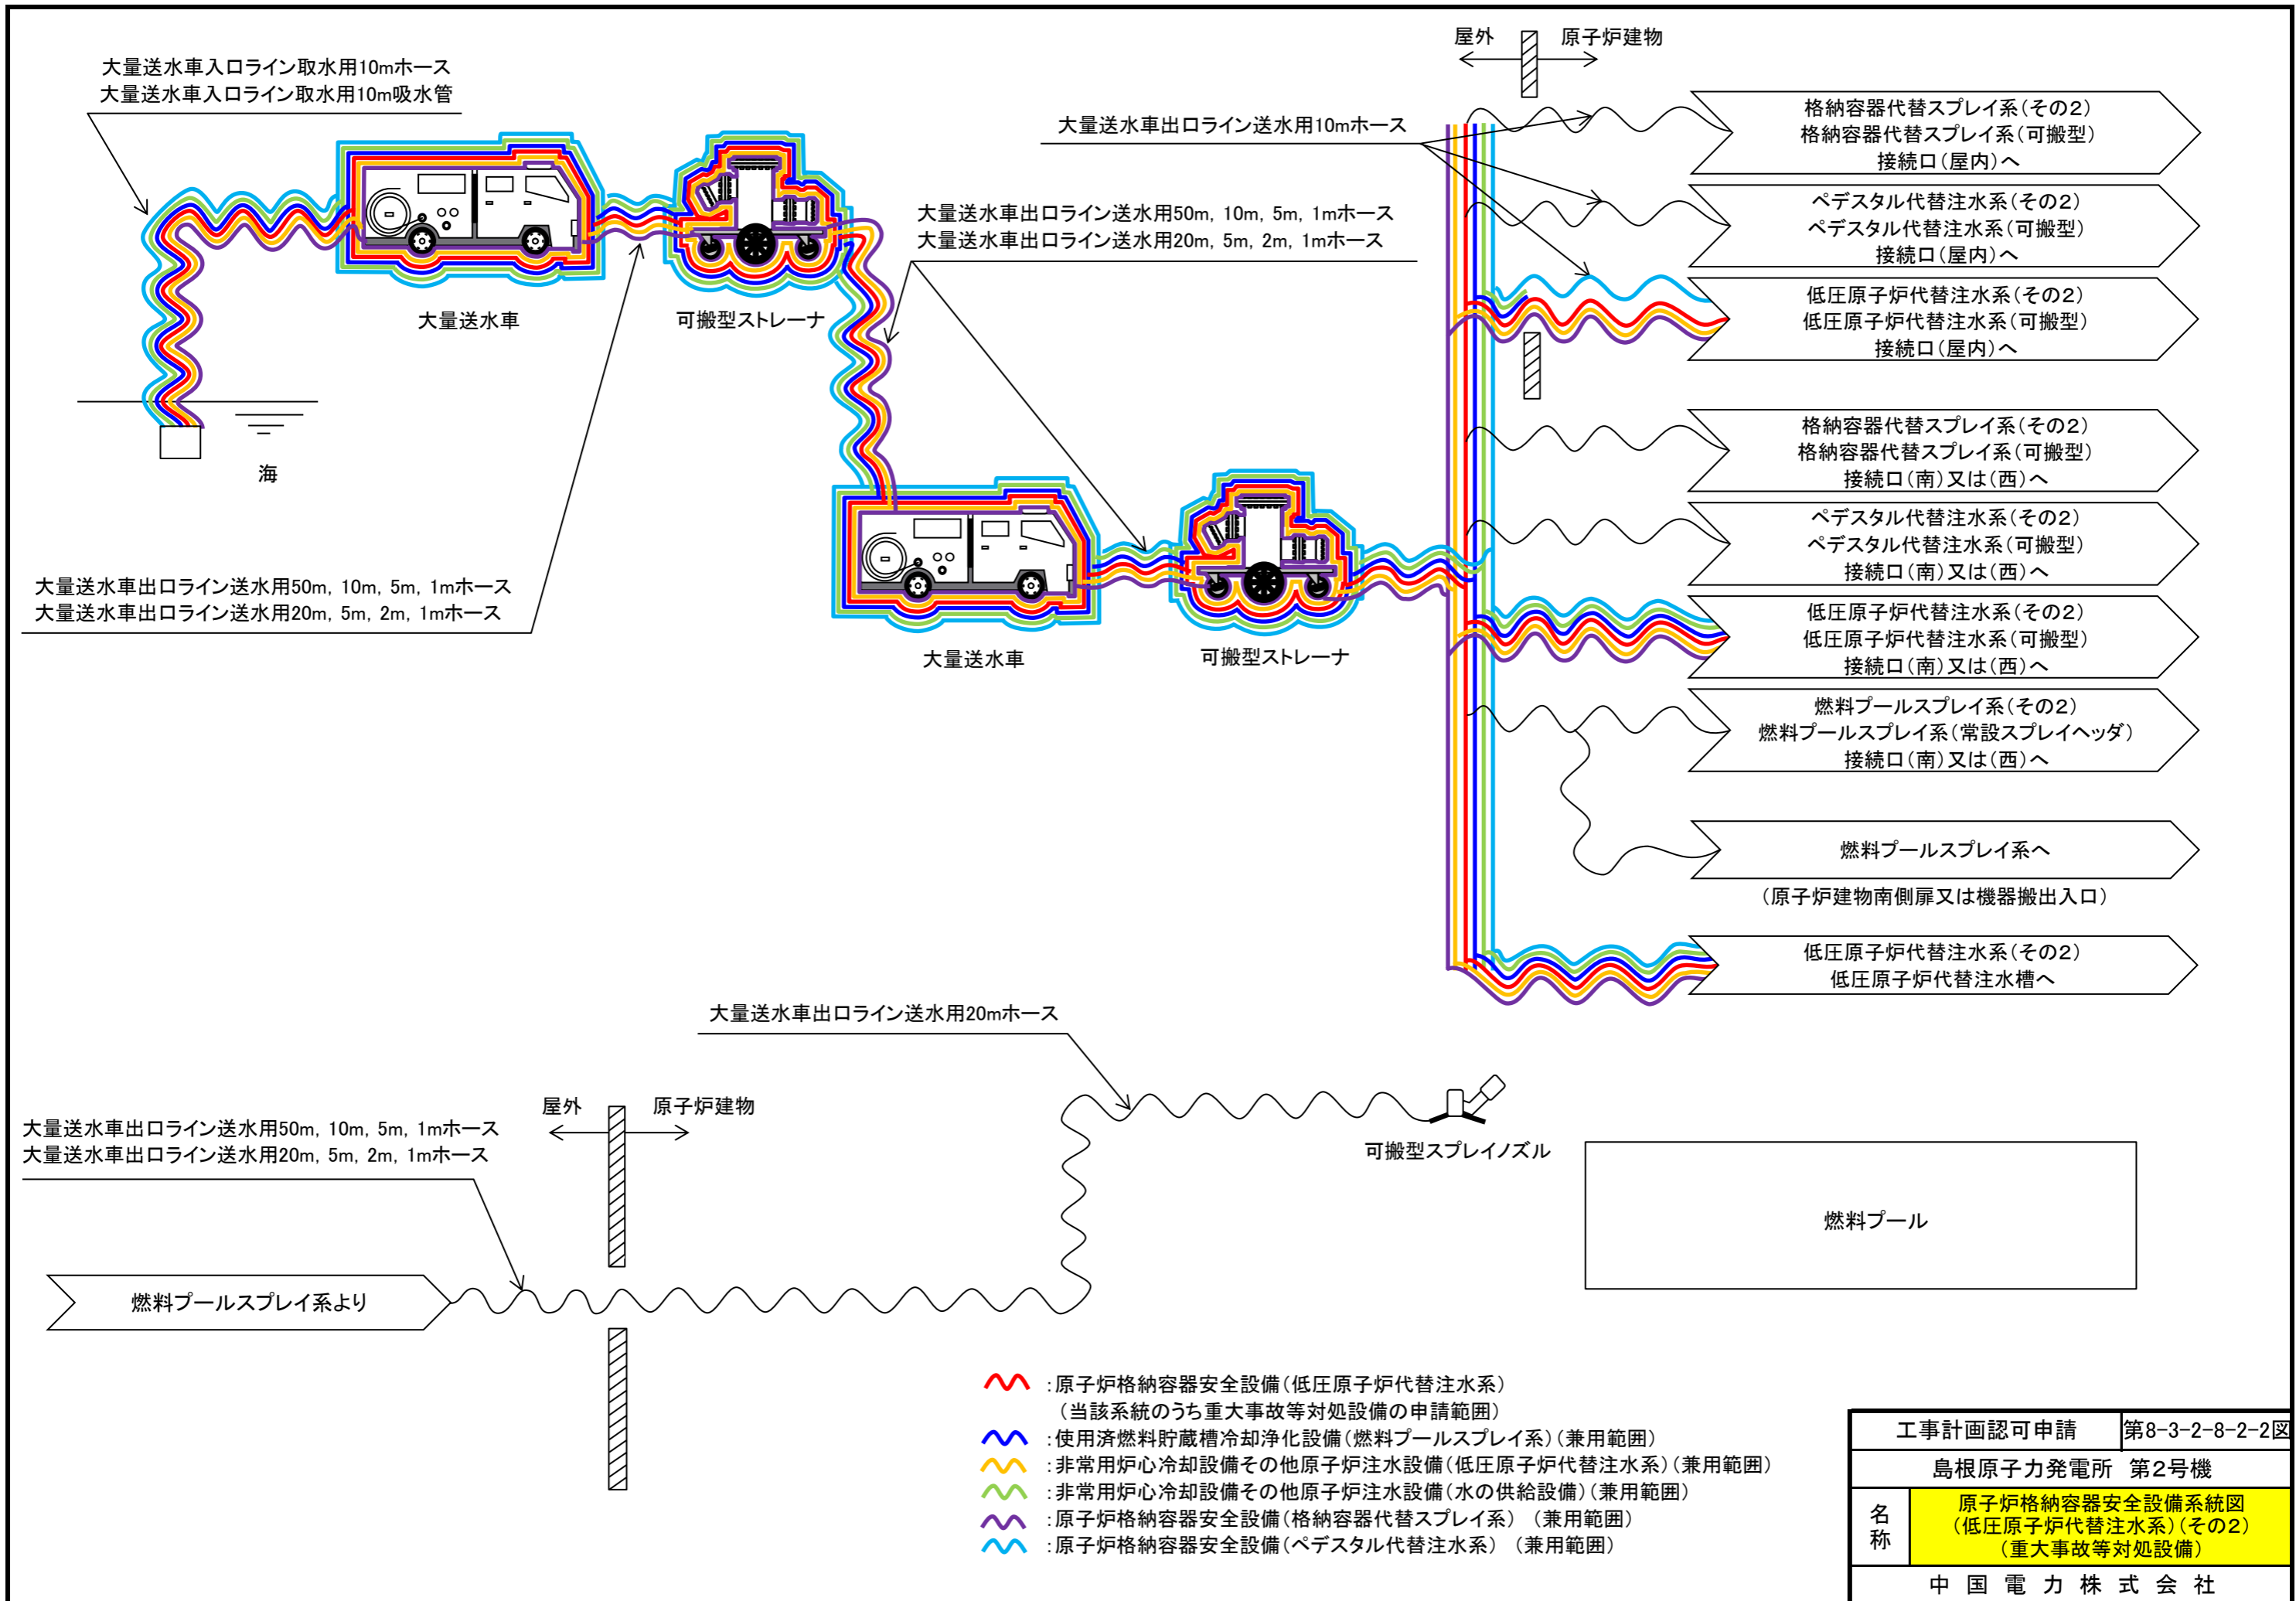 大量送水車入口ライン取水用10mホース
大量送水車入口ライン取水用10m吸水管
屋外
原子炉建物
大量送水車出口ライン送水用10mホース
格納容器代替スプレイ系(その2)
格納容器代替スプレイ系(可搬型)
接続口(屋内)へ
ペデスタル代替注水系(その2)
ペデスタル代替注水系(可搬型)
接続口(屋内)へ
大量送水車出口ライン送水用50m, 10m, 5m, 1mホース
大量送水車出口ライン送水用20m, 5m, 2m, 1mホース
低圧原子炉代替注水系(その2)
低圧原子炉代替注水系(可搬型)
接続口(屋内)へ
大量送水車
可搬型ストレーナ
海
格納容器代替スプレイ系(その2)
格納容器代替スプレイ系(可搬型)
接続口(南)又は(西)へ
ペデスタル代替注水系(その2)
ペデスタル代替注水系(可搬型)
接続口(南)又は(西)へ
大量送水車出口ライン送水用50m, 10m, 5m, 1mホース
大量送水車出口ライン送水用20m, 5m, 2m, 1mホース
大量送水車
可搬型ストレーナ
低圧原子炉代替注水系(その2)
低圧原子炉代替注水系(可搬型)
接続口(南)又は(西)へ
燃料プールスプレイ系(その2)
燃料プールスプレイ系(常設スプレイヘッダ)
接続口(南)又は(西)へ
燃料プールスプレイ系へ
(原子炉建物南側扉又は機器搬出入口)
低圧原子炉代替注水系(その2)
低圧原子炉代替注水槽へ
大量送水車出口ライン送水用20mホース
屋外
原子炉建物
大量送水車出口ライン送水用50m, 10m, 5m, 1mホース
大量送水車出口ライン送水用20m, 5m, 2m, 1mホース
可搬型スプレイノズル
燃料プール
燃料プールスプレイ系より
:原子炉格納容器安全設備(低圧原子炉代替注水系)
(当該系統のうち重大事故等対処設備の申請範囲)
:使用済燃料貯蔵槽冷却浄化設備(燃料プールスプレイ系)(兼用範囲)
:非常用炉心冷却設備その他原子炉注水設備(低圧原子炉代替注水系)(兼用範囲)
:非常用炉心冷却設備その他原子炉注水設備(水の供給設備)(兼用範囲)
:原子炉格納容器安全設備(格納容器代替スプレイ系) (兼用範囲)
:原子炉格納容器安全設備(ペデスタル代替注水系) (兼用範囲)
工事計画認可申請 第8-3-2-8-2-2図
島根原子力発電所 第2号機
名称
原子炉格納容器安全設備系統図
(低圧原子炉代替注水系)(その2)
(重大事故等対処設備)
中国電力株式会社